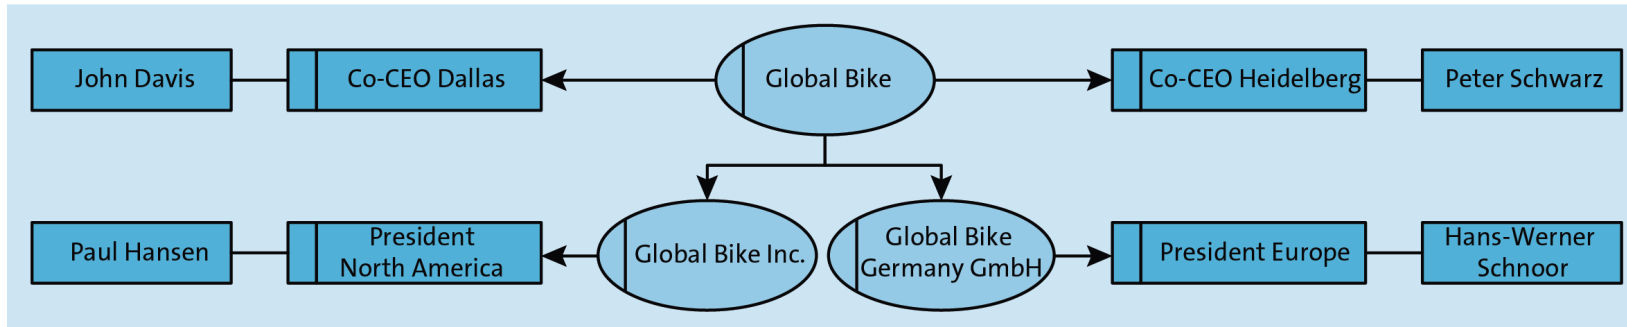 John Davis
Co-CEO Dallas
Global Bike
Co-CEO Heidelberg
Peter Schwarz
Paul Hansen
President
North America
Global Bike Inc.
Global Bike
Germany GmbH
President Europe
Hans-Werner
Schnoor